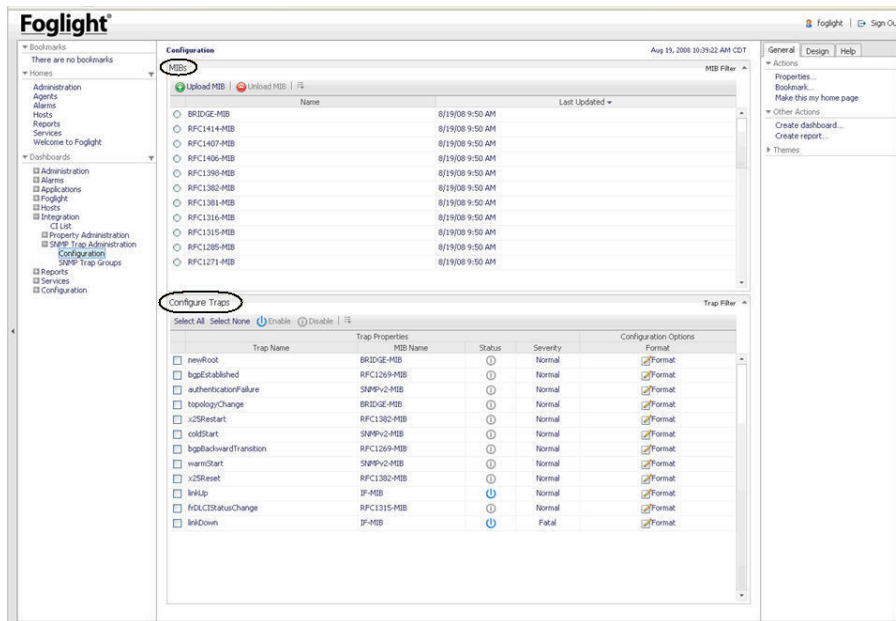 Foglight
foglight | Sign Ou
Bookmarks
There are no bookmarks
Homes
Administration
Agents
Alarms
Hosts
Reports
Services
Welcome to Foglight
Dashboards
Administration
Alarms
Applications
Foglight
Hosts
Integration
CI List
Property Administration
SNMP Trap Administration
Configuration
SNMP Trap Groups
Reports
Services
Configuration
Configuration Aug 19, 2008 10:39:22 AM CDT
MIBs MIB Filter
Upload MIB | Unload MIB |
Name Last Updated
BRIDGE-MIB 8/19/08 9:50 AM
RFC1414-MIB 8/19/08 9:50 AM
RFC1407-MIB 8/19/08 9:50 AM
RFC1406-MIB 8/19/08 9:50 AM
RFC1398-MIB 8/19/08 9:50 AM
RFC1382-MIB 8/19/08 9:50 AM
RFC1381-MIB 8/19/08 9:50 AM
RFC1316-MIB 8/19/08 9:50 AM
RFC1315-MIB 8/19/08 9:50 AM
RFC1285-MIB 8/19/08 9:50 AM
RFC1271-MIB 8/19/08 9:50 AM
Configure Traps Trap Filter
Select All Select None Enable Disable |
Trap Properties Configuration Options
Trap Name MIB Name Status Severity Format
newRoot BRIDGE-MIB Normal Format
bgpEstablished RFC1269-MIB Normal Format
authenticationFailure SNMPv2-MIB Normal Format
topologyChange BRIDGE-MIB Normal Format
x25Restart RFC1382-MIB Normal Format
coldStart SNMPv2-MIB Normal Format
bgpBackwardTransition RFC1269-MIB Normal Format
warmStart SNMPv2-MIB Normal Format
x25Reset RFC1382-MIB Normal Format
linkUp IF-MIB Normal Format
frDLCIStatusChange RFC1315-MIB Normal Format
linkDown IF-MIB Fatal Format
General Design Help
Actions
Properties...
Bookmark...
Make this my home page
Other Actions
Create dashboard...
Create report...
Themes